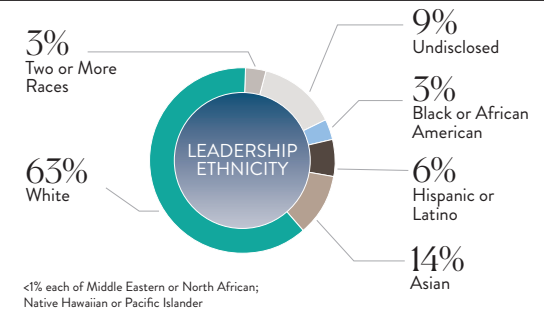 3%
Two or More
Races
63%
White
LEADERSHIP
ETHNICITY
9%
Undisclosed
3%
Black or African
American
6%
Hispanic or
Latino
14%
Asian
<1% each of Middle Eastern or North African;
Native Hawaiian or Pacific Islander